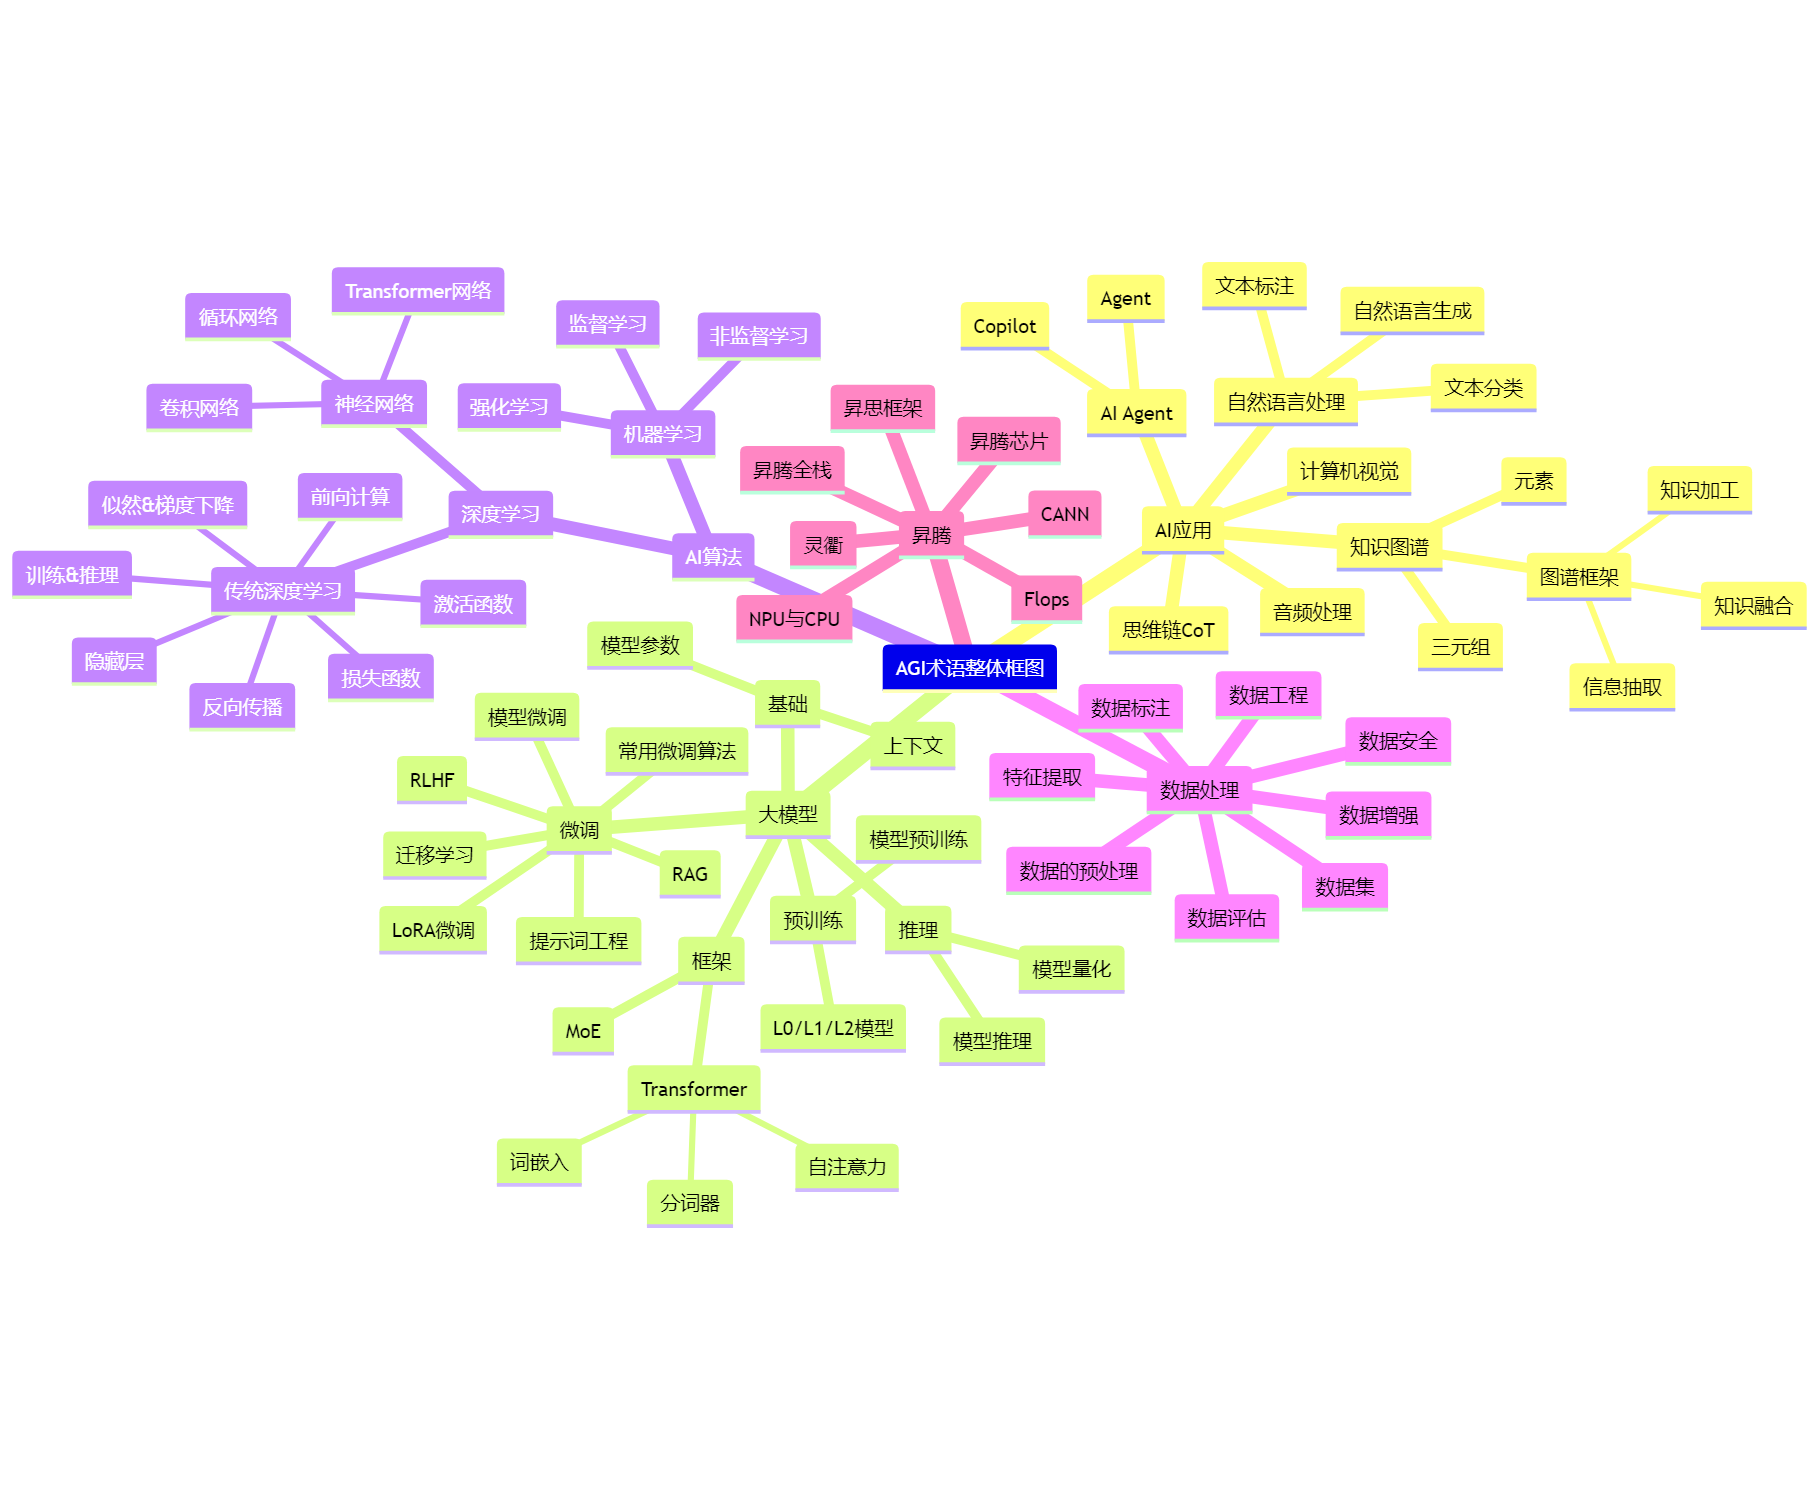 AGI术语整体框图
AI应用
AI Agent
Copilot
Agent
自然语言处理
文本标注
自然语言生成
文本分类
计算机视觉
知识图谱
元素
图谱框架
知识加工
知识融合
信息抽取
三元组
音频处理
思维链CoT
昇腾
昇思框架
昇腾芯片
昇腾全栈
CANN
灵衢
NPU与CPU
Flops
AI算法
机器学习
监督学习
非监督学习
强化学习
深度学习
神经网络
Transformer网络
循环网络
卷积网络
传统深度学习
前向计算
似然&梯度下降
训练&推理
激活函数
隐藏层
反向传播
损失函数
大模型
基础
模型参数
上下文
微调
模型微调
常用微调算法
RLHF
迁移学习
LoRA微调
提示词工程
RAG
框架
MoE
Transformer
词嵌入
分词器
自注意力
预训练
模型预训练
L0/L1/L2模型
推理
模型量化
模型推理
数据处理
数据标注
数据工程
数据安全
特征提取
数据增强
数据的预处理
数据集
数据评估